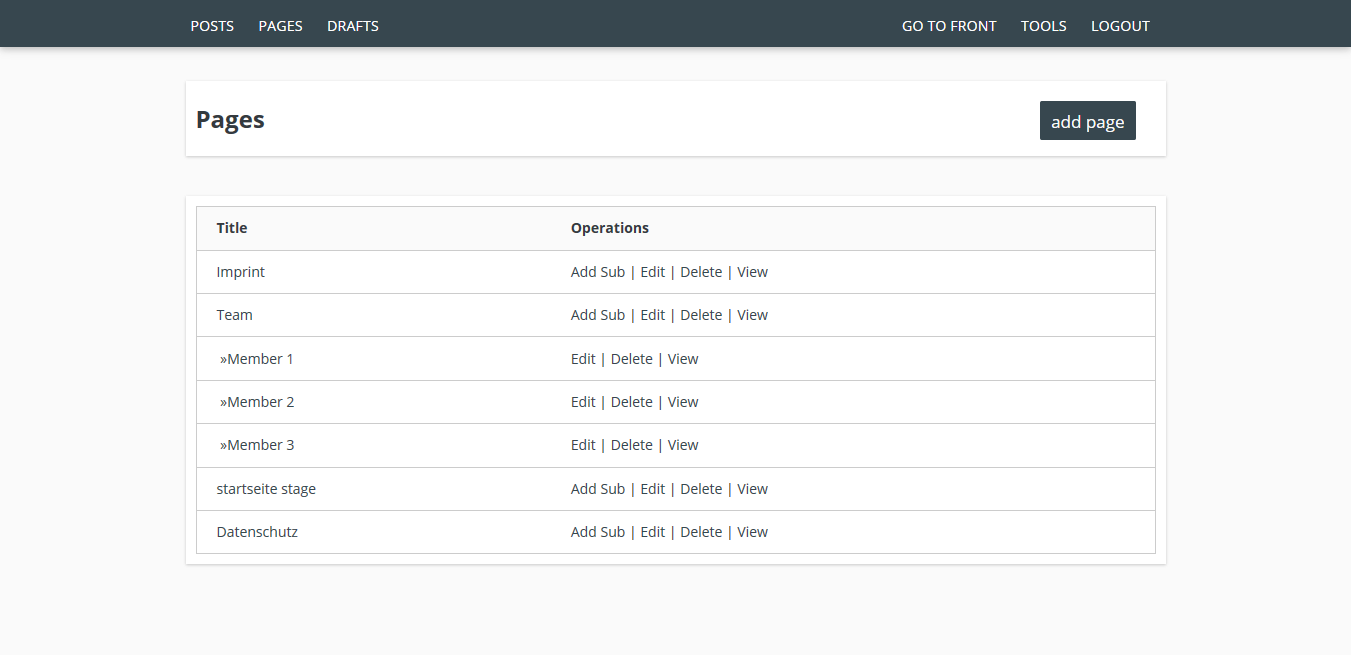 POSTS PAGES DRAFTS GO TO FRONT TOOLS LOGOUT
Pages add page
Title Operations
Imprint Add Sub | Edit | Delete | View
Team Add Sub | Edit | Delete | View
»Member 1 Edit | Delete | View
»Member 2 Edit | Delete | View
»Member 3 Edit | Delete | View
startseite stage Add Sub | Edit | Delete | View
Datenschutz Add Sub | Edit | Delete | View